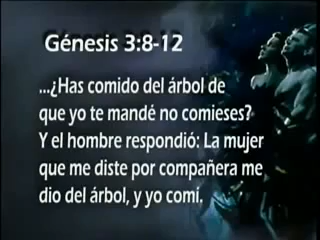 Génesis 3:8-12
...¿Has comido del árbol de
que yo te mandé no comieses?
Y el hombre respondió: La mujer
que me diste por compañera me
dio del árbol, y yo comí.